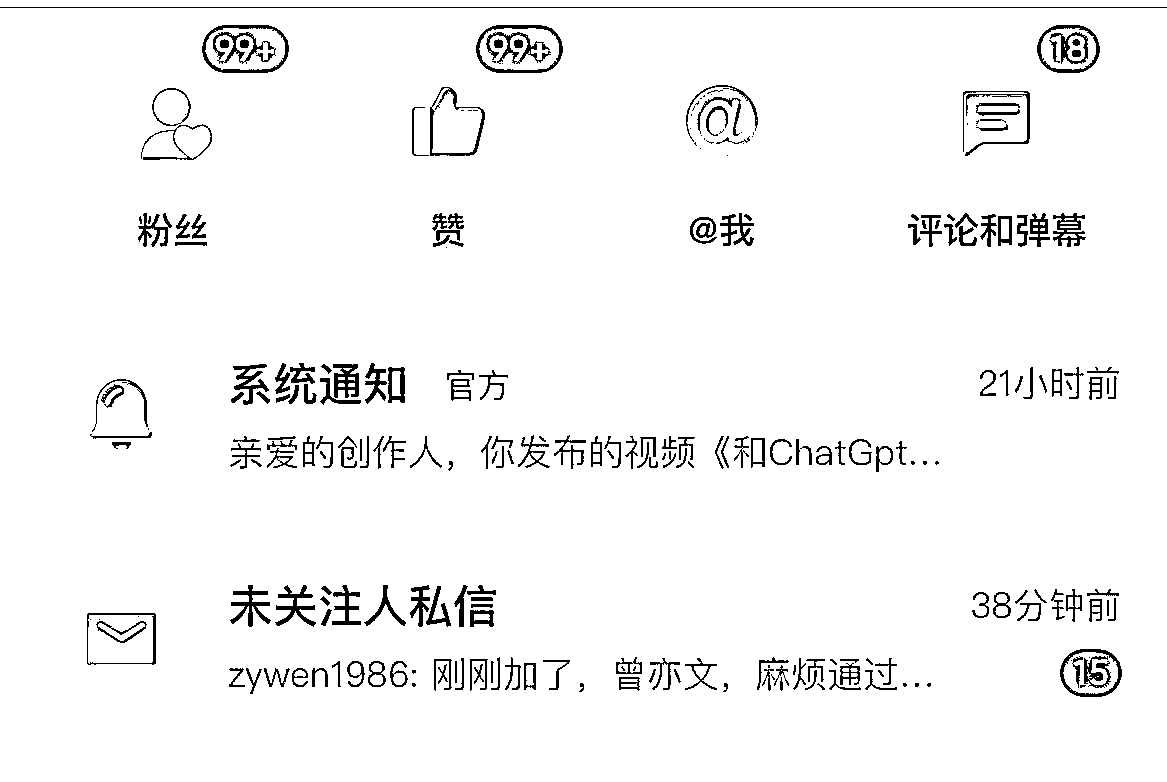 99+ 99+ 18
粉丝 赞 @我 评论和弹幕
系统通知 官方 21小时前
亲爱的创作人，你发布的视频《和ChatGpt...
未关注人私信 38分钟前
zywen1986: 刚刚加了，曾亦文，麻烦通过... 15